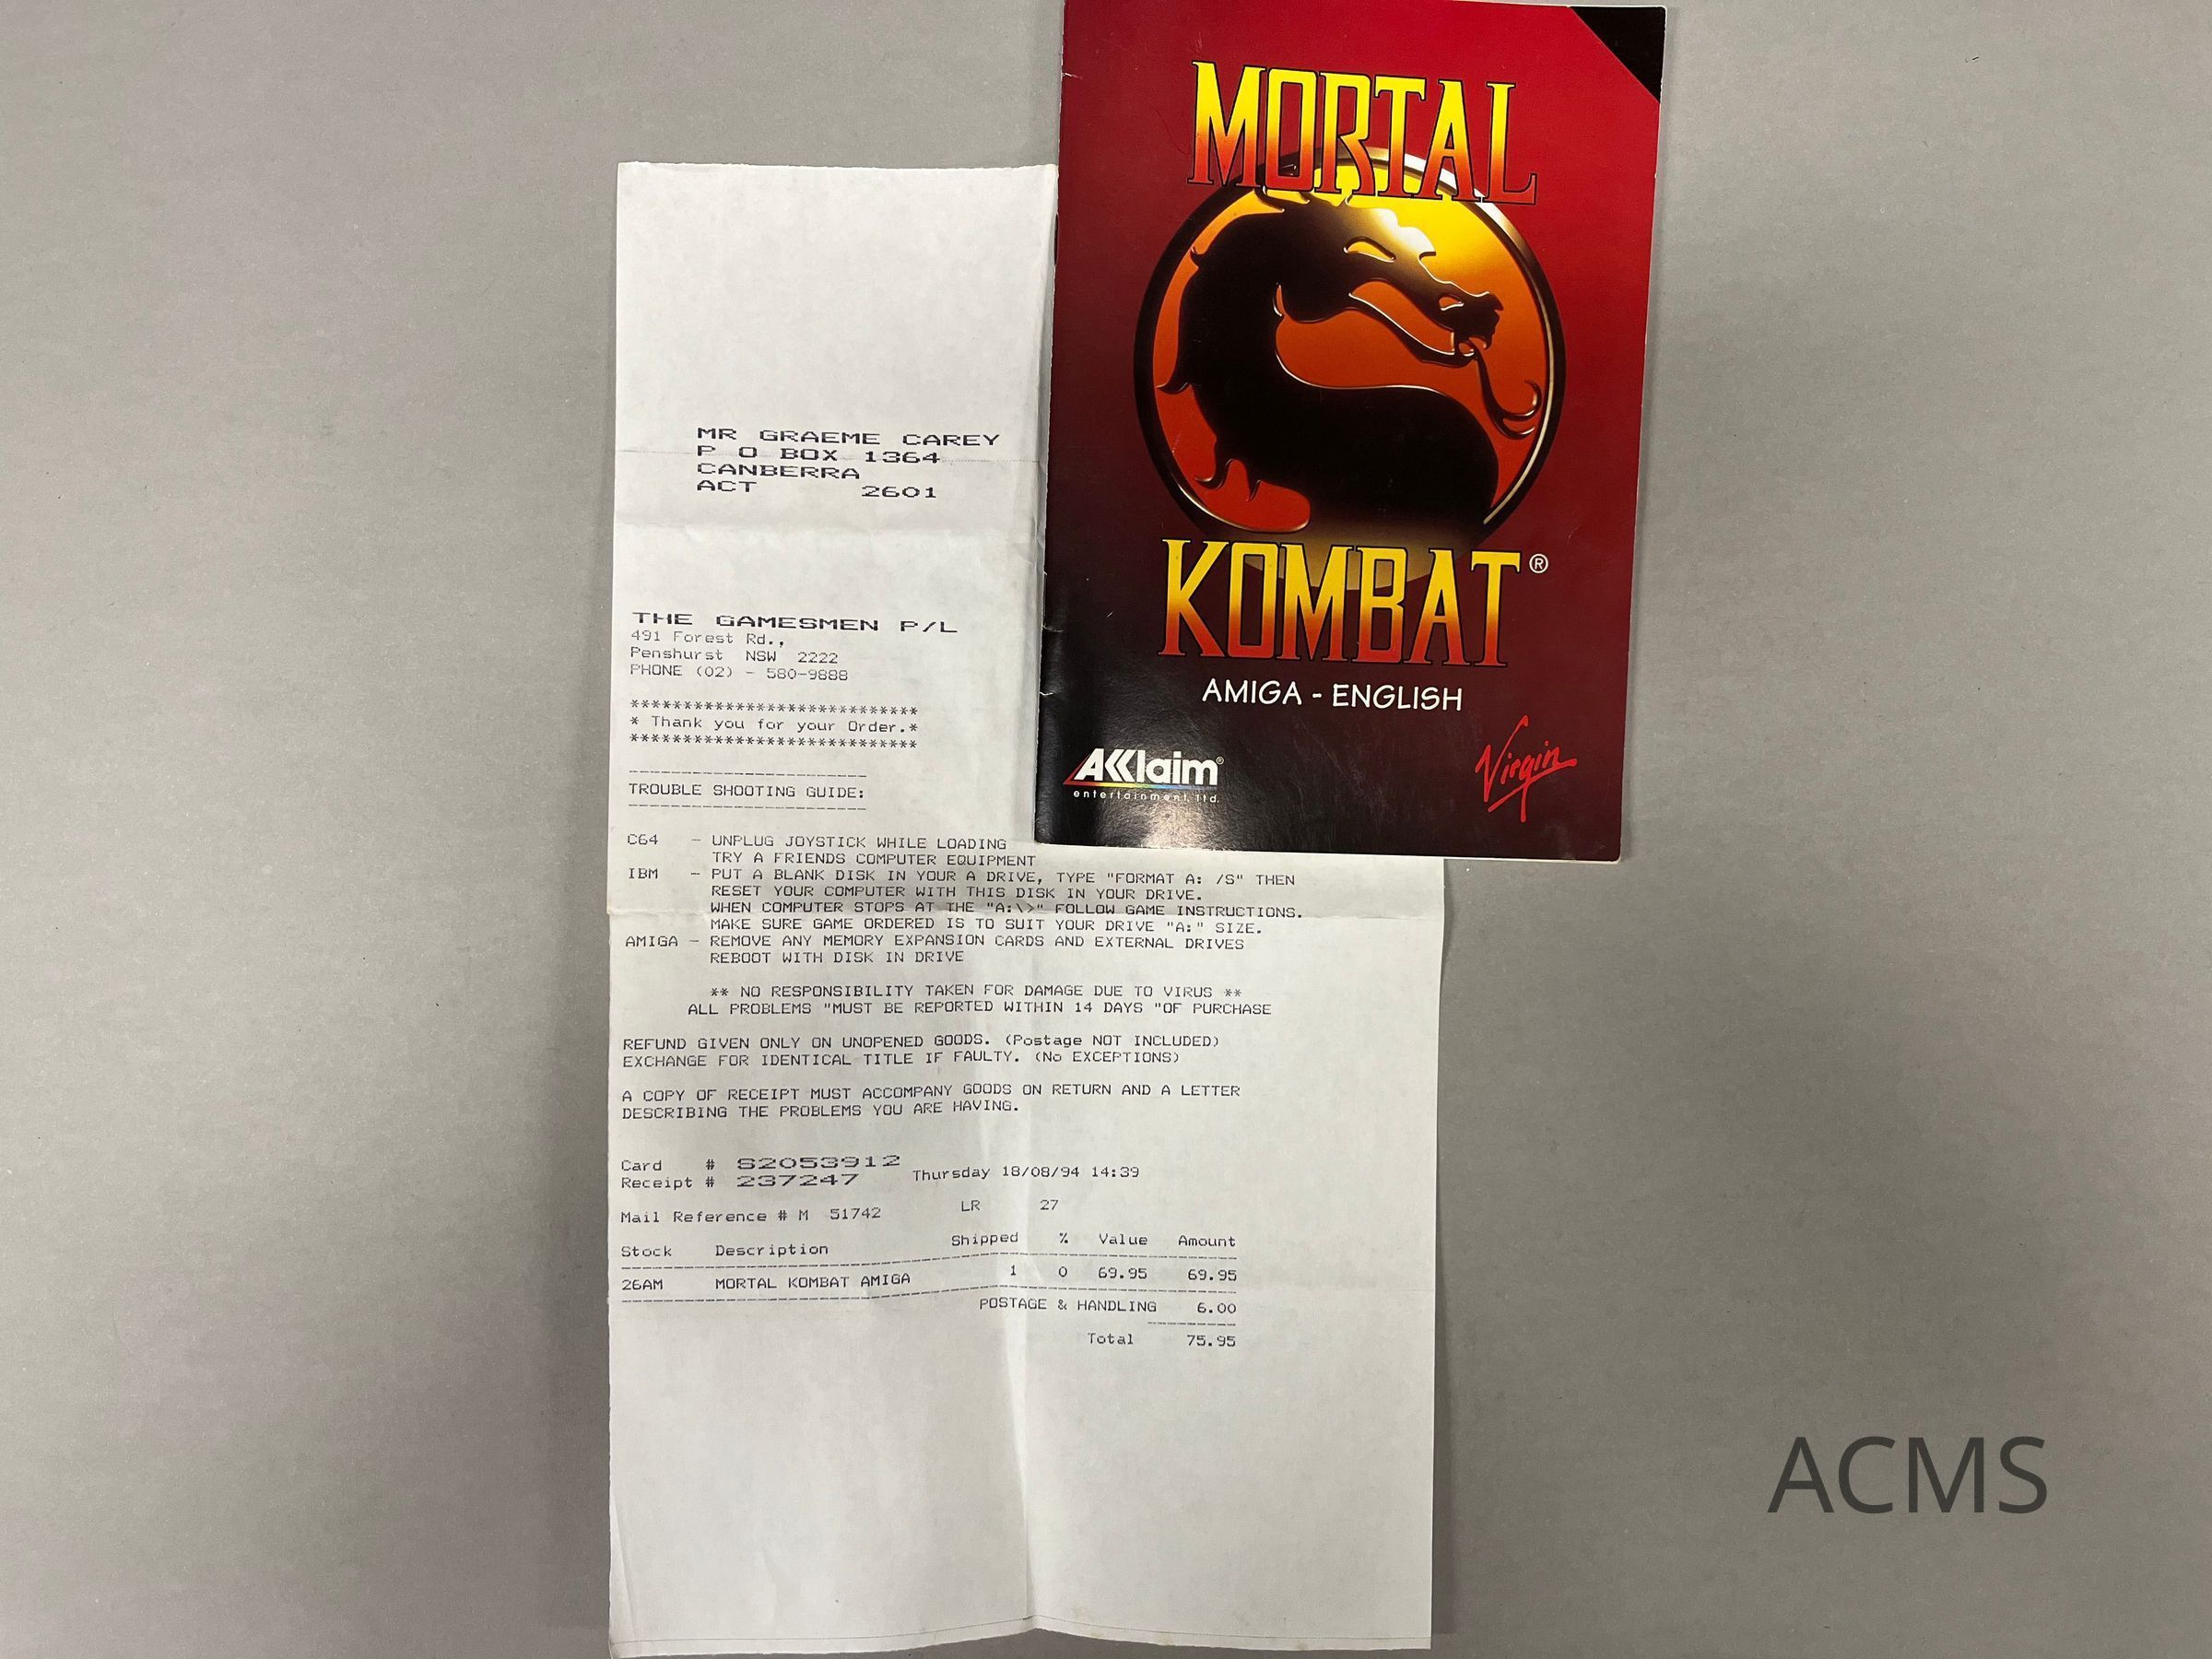 MORTAL
KOMBAT®
AMIGA - ENGLISH
AKKlaim®
entertainment, ltd.
Virgin
MR GRAEME CAREY
P O BOX 1364
CANBERRA
ACT 2601
THE GAMESMEN P/L
491 Forest Rd.,
Penshurst NSW 2222
PHONE (02) - 580-9888
***************************
* Thank you for your Order.*
***************************
----------------------
TROUBLE SHOOTING GUIDE:
----------------------
C64 - UNPLUG JOYSTICK WHILE LOADING
TRY A FRIENDS COMPUTER EQUIPMENT
IBM - PUT A BLANK DISK IN YOUR A DRIVE, TYPE "FORMAT A: /S" THEN
RESET YOUR COMPUTER WITH THIS DISK IN YOUR DRIVE.
WHEN COMPUTER STOPS AT THE "A:\>" FOLLOW GAME INSTRUCTIONS.
MAKE SURE GAME ORDERED IS TO SUIT YOUR DRIVE "A:" SIZE.
AMIGA - REMOVE ANY MEMORY EXPANSION CARDS AND EXTERNAL DRIVES
REBOOT WITH DISK IN DRIVE
** NO RESPONSIBILITY TAKEN FOR DAMAGE DUE TO VIRUS **
ALL PROBLEMS "MUST BE REPORTED WITHIN 14 DAYS "OF PURCHASE
REFUND GIVEN ONLY ON UNOPENED GOODS. (Postage NOT INCLUDED)
EXCHANGE FOR IDENTICAL TITLE IF FAULTY. (No EXCEPTIONS)
A COPY OF RECEIPT MUST ACCOMPANY GOODS ON RETURN AND A LETTER
DESCRIBING THE PROBLEMS YOU ARE HAVING.
Card # S2053912
Receipt # 237247 Thursday 18/08/94 14:39
Mail Reference # M 51742 LR 27
Stock Description Shipped % Value Amount
26AM MORTAL KOMBAT AMIGA 1 0 69.95 69.95
POSTAGE & HANDLING 6.00
Total 75.95
ACMS